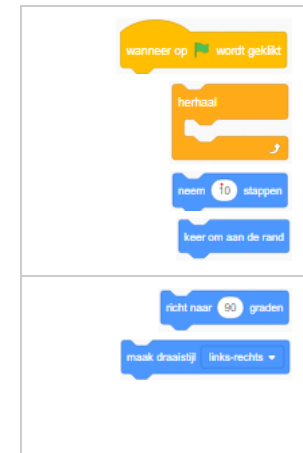 wanneer op wordt geklikt
herhaal
neem 10 stappen
keer om aan de rand
richt naar 90 graden
maak draaistijl links-rechts